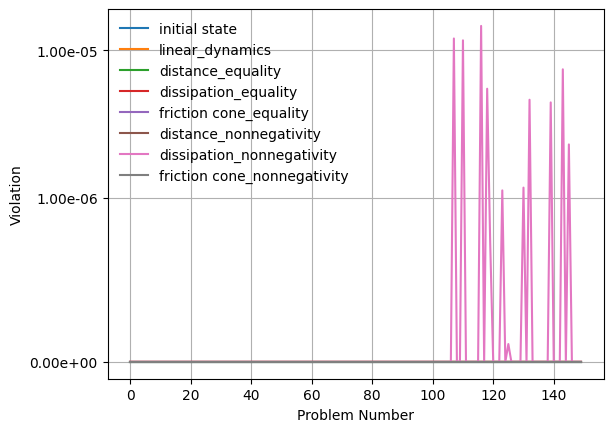 initial state
linear_dynamics
distance_equality
dissipation_equality
friction cone_equality
distance_nonnegativity
dissipation_nonnegativity
friction cone_nonnegativity
1.00e-05
1.00e-06
0.00e+00
Violation
0 20 40 60 80 100 120 140
Problem Number